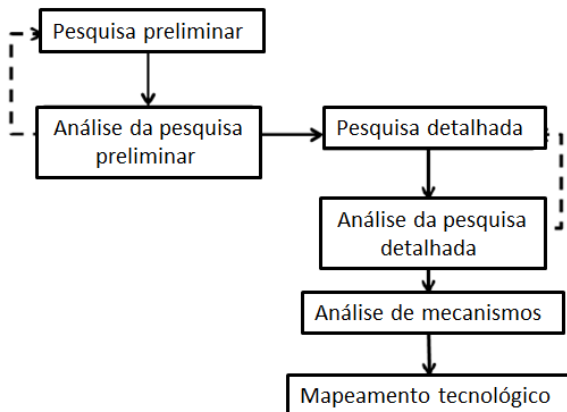 Pesquisa preliminar
Análise da pesquisa
preliminar
Pesquisa detalhada
Análise da pesquisa
detalhada
Análise de mecanismos
Mapeamento tecnológico